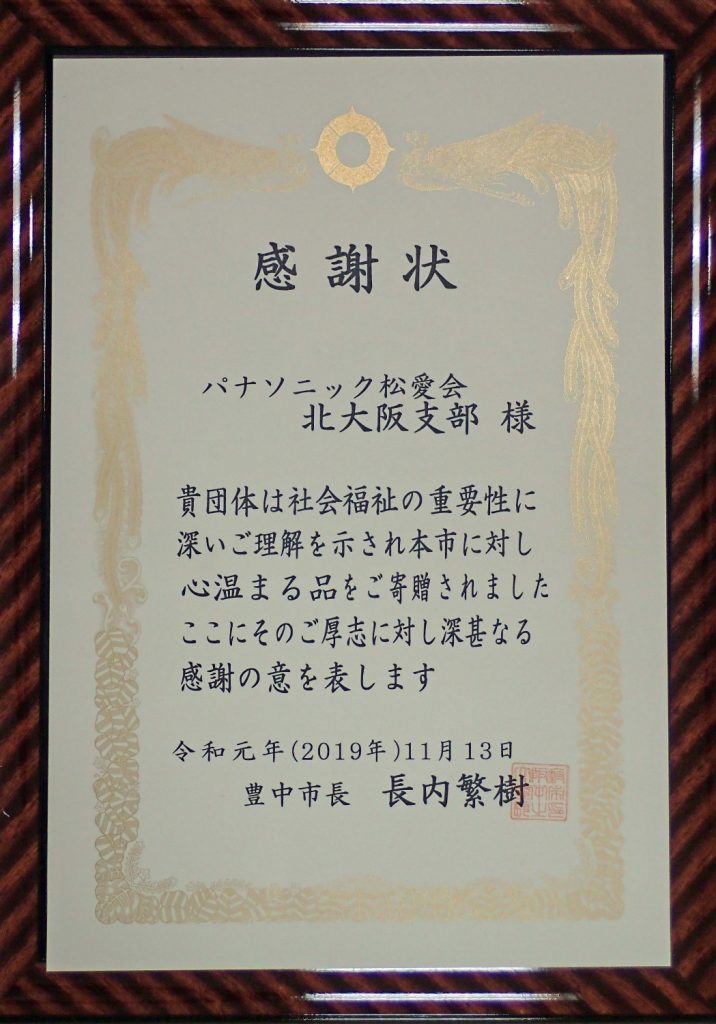 感謝状
パナソニック松愛会
北大阪支部 様
貴団体は社会福祉の重要性に
深いご理解を示され本市に対し
心温まる品をご寄贈されました
ここにそのご厚志に対し深甚なる
感謝の意を表します
令和元年(2019年)11月13日
豊中市長 長内繁樹